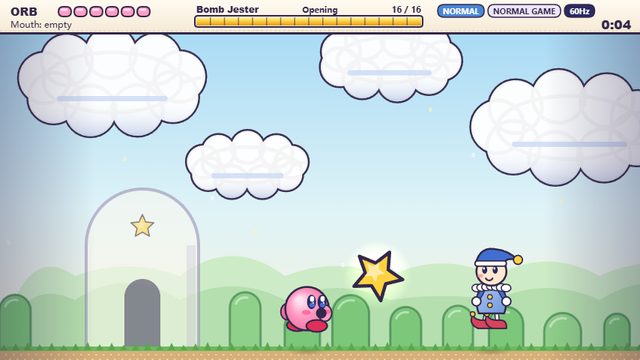 ORB
Mouth: empty
Bomb Jester Opening 16 / 16
NORMAL NORMAL GAME 60Hz
0:04